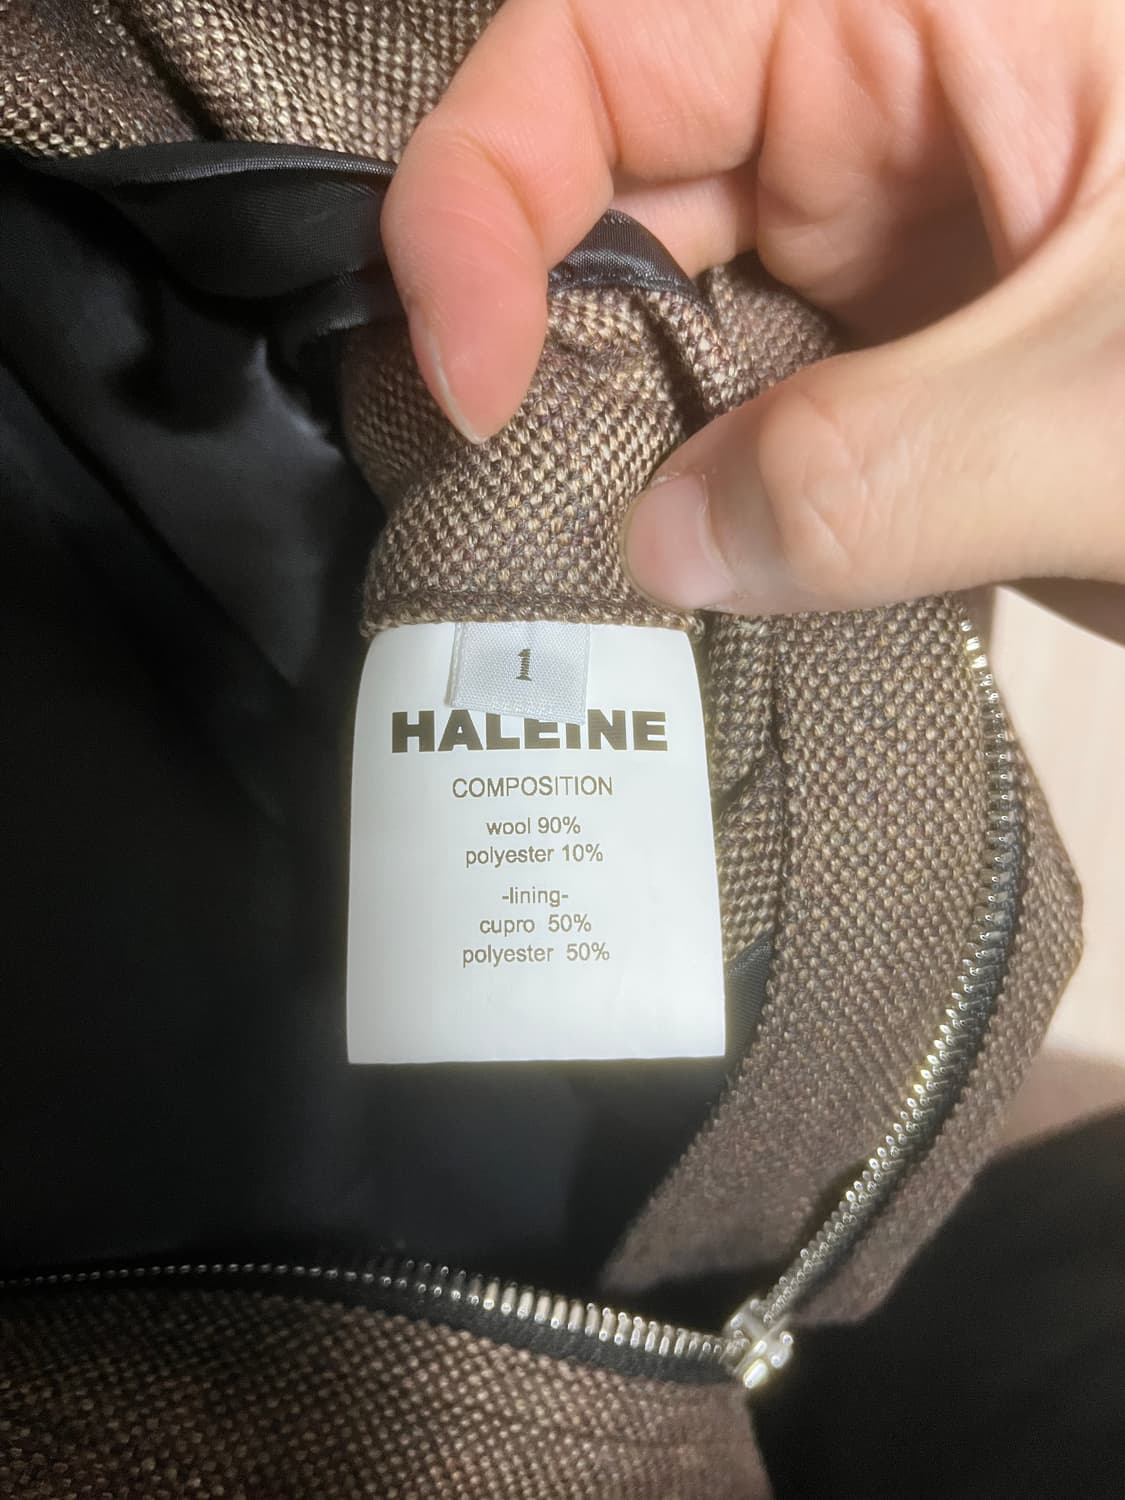 1
HALEINE
COMPOSITION
wool 90%
polyester 10%
-lining-
cupro 50%
polyester 50%